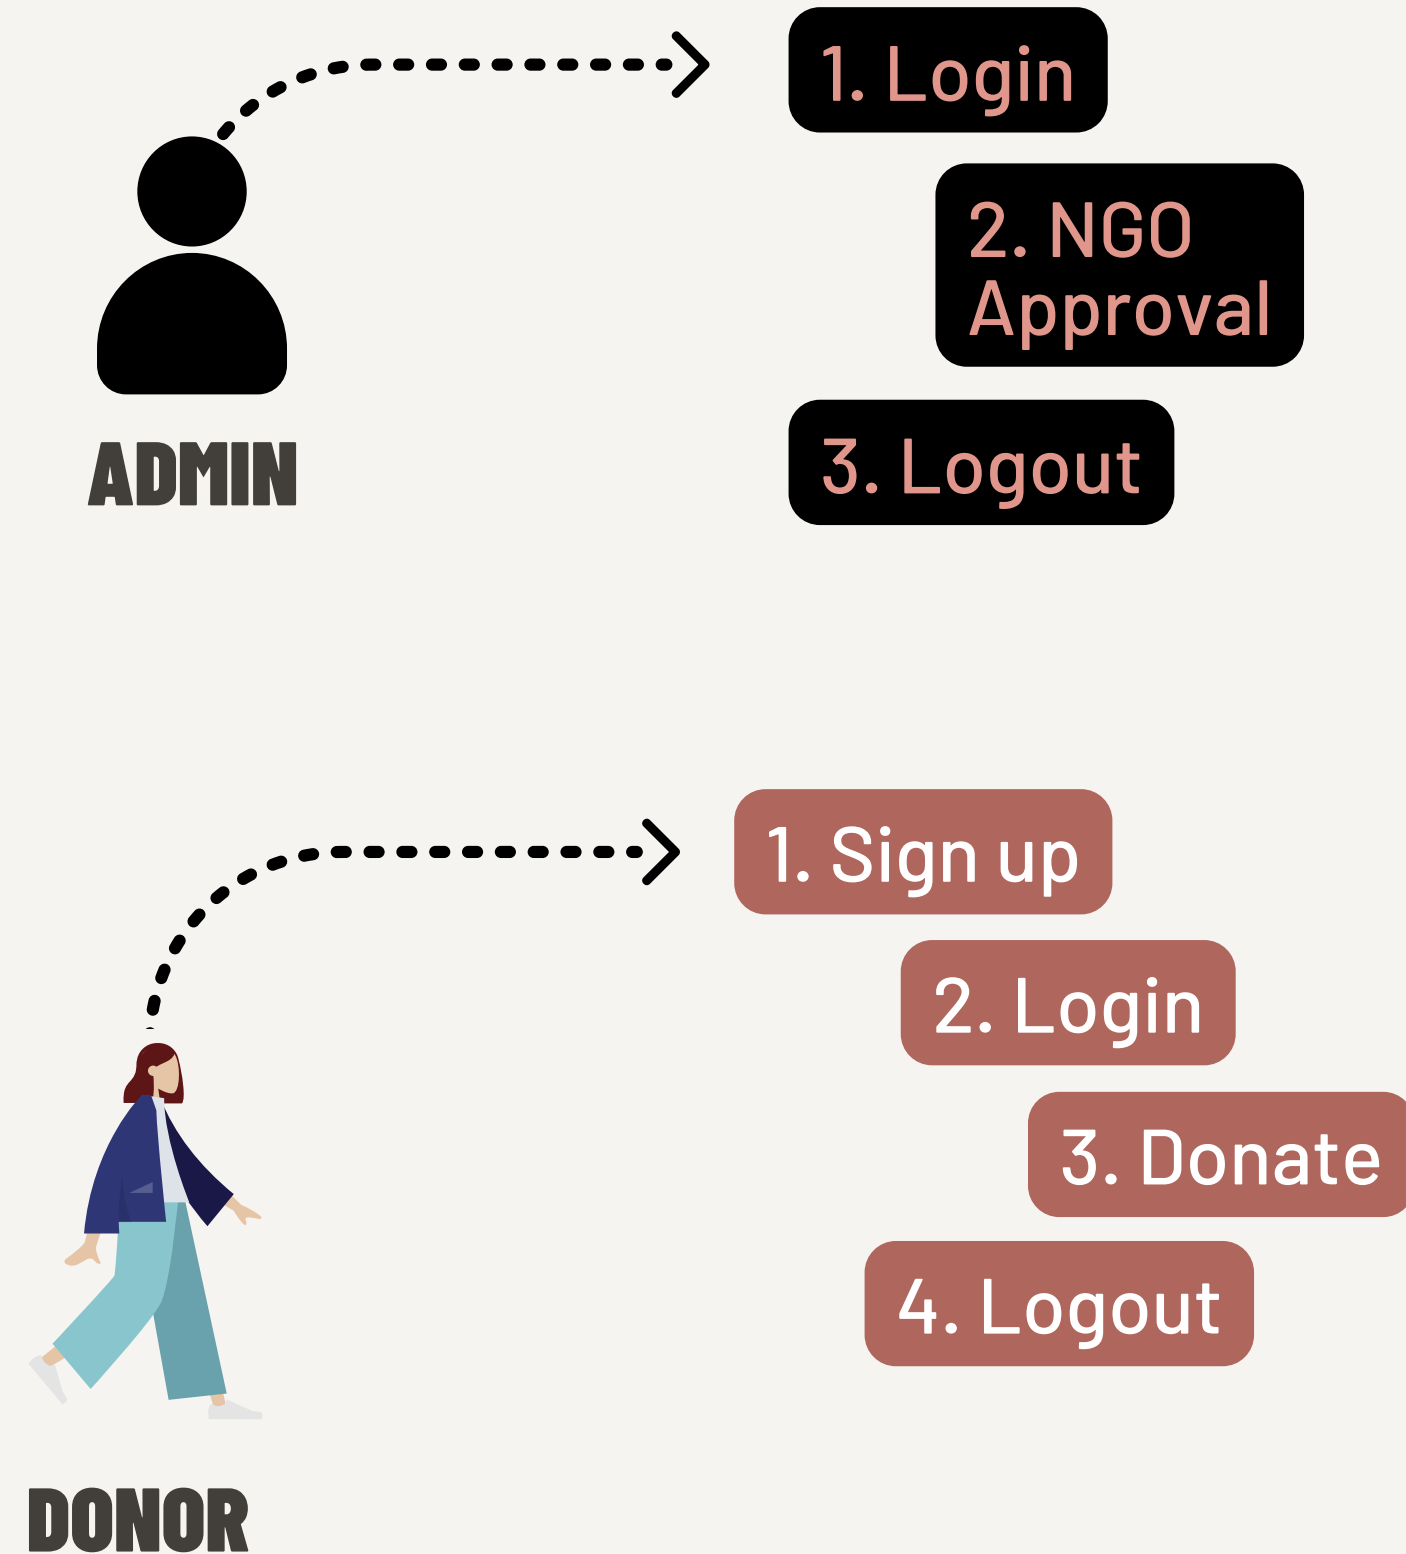 1. Login
2. NGO
Approval
3. Logout
ADMIN
1. Sign up
2. Login
3. Donate
4. Logout
DONOR